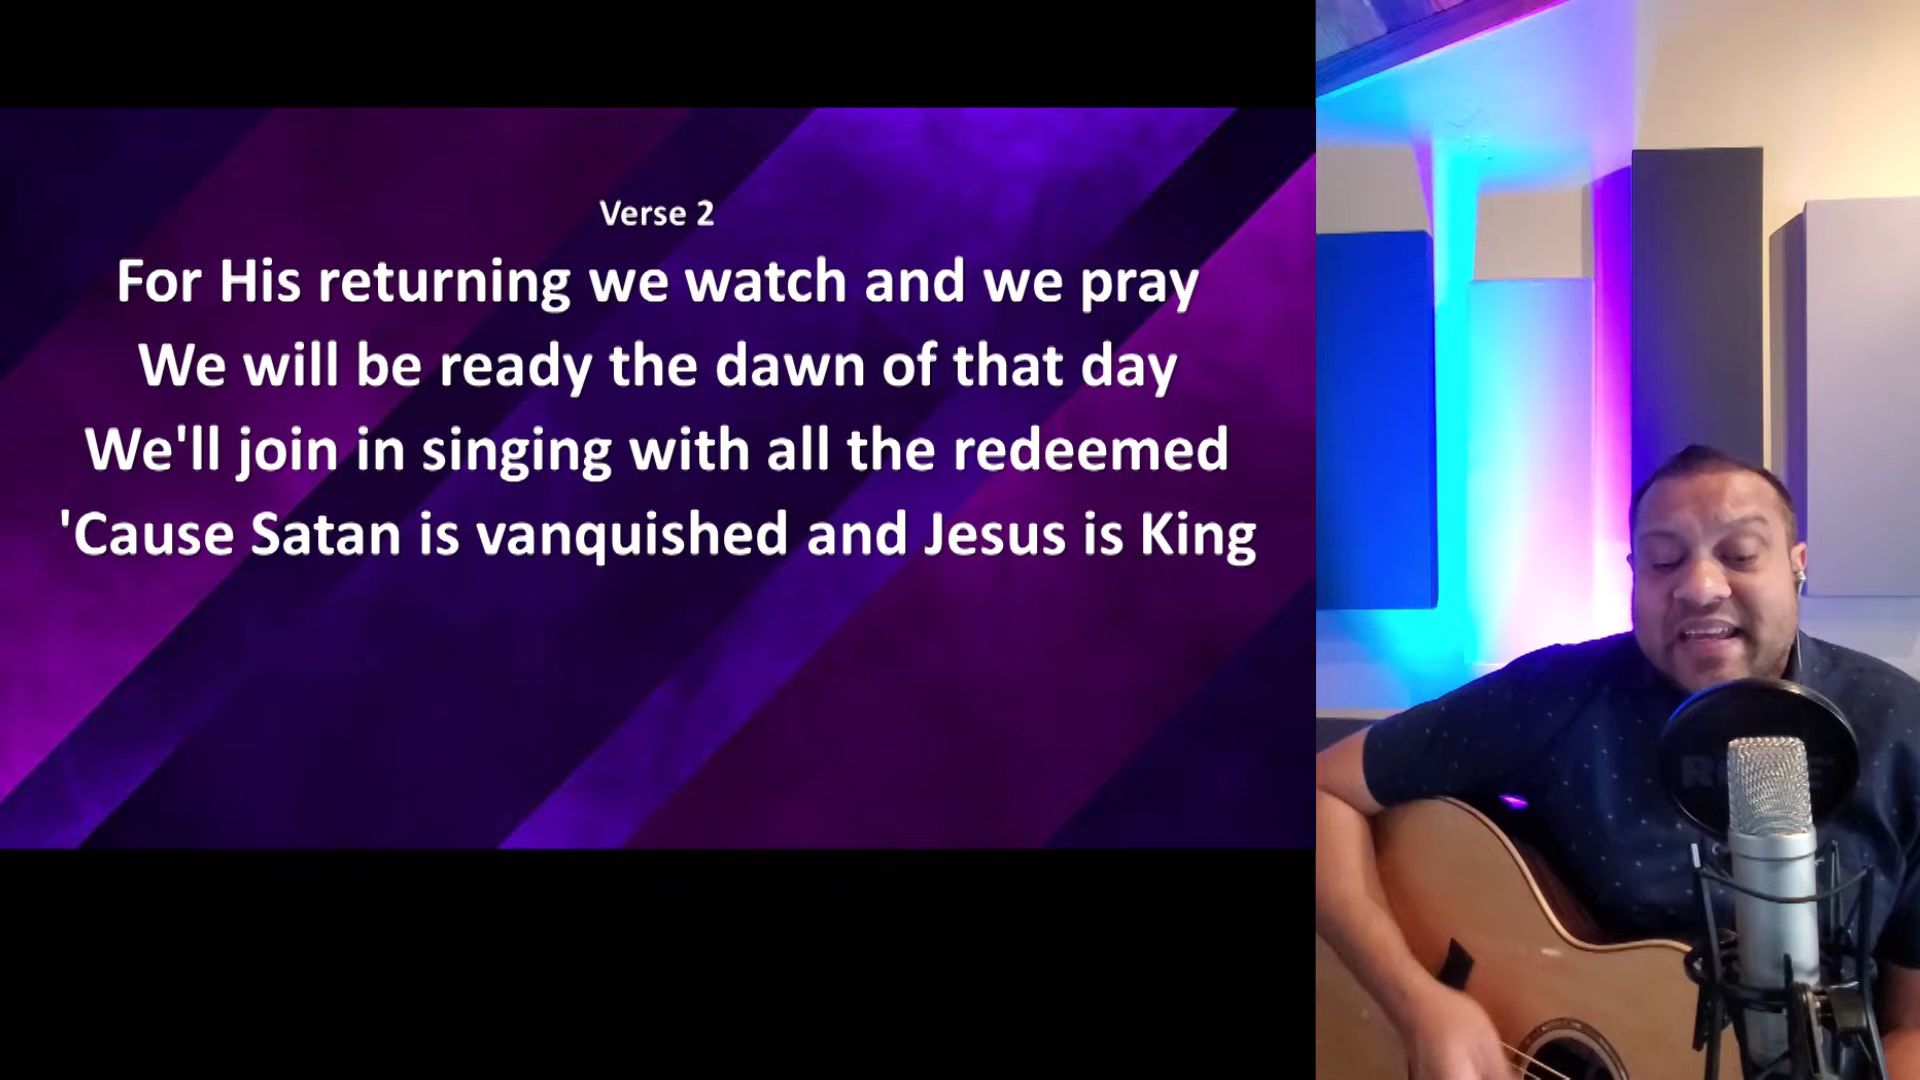 Verse 2
For His returning we watch and we pray
We will be ready the dawn of that day
We'll join in singing with all the redeemed
'Cause Satan is vanquished and Jesus is King